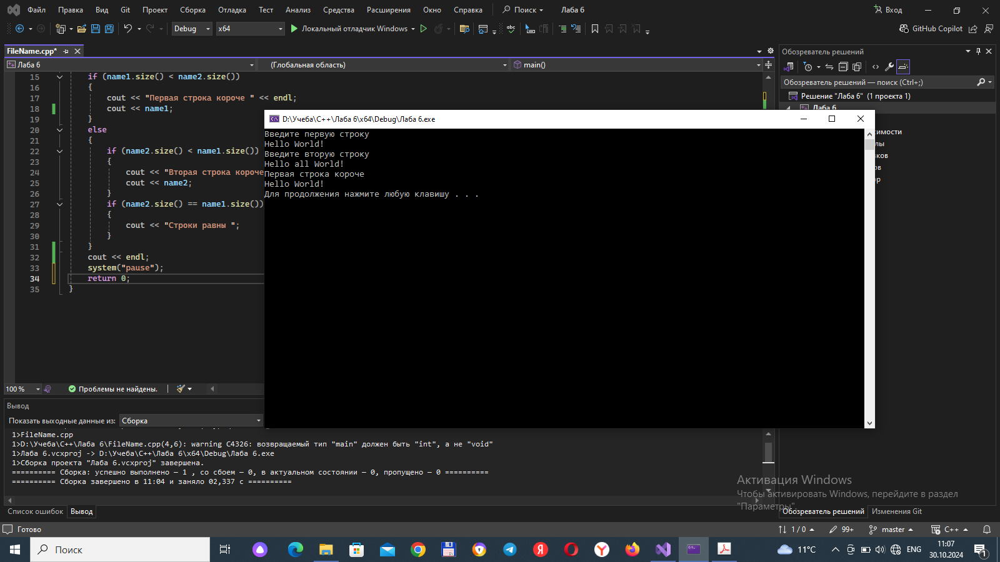 Файл Правка Вид Git Проект Сборка Отладка Тест Анализ Средства Расширения Окно Справка Поиск Лаба 6 Вход
Debug x64 Локальный отладчик Windows GitHub Copilot
FileName.cpp*
Лаба 6 (Глобальная область) main()
15 if (name1.size() < name2.size())
16 {
17 cout << "Первая строка короче " << endl;
18 cout << name1;
19 }
20 else
21 {
22 if (name2.size() < name1.size())
23 {
24 cout << "Вторая строка короче
25 cout << name2;
26 }
27 if (name2.size() == name1.size())
28 {
29 cout << "Строки равны ";
30 }
31 }
32 cout << endl;
33 system("pause");
34 return 0;
35 }
100 % Проблемы не найдены.
D:\Учеба\C++\Лаба 6\x64\Debug\Лаба 6.exe
Введите первую строку
Hello World!
Введите вторую строку
Hello all World!
Первая строка короче
Hello World!
Для продолжения нажмите любую клавишу . . .
Обозреватель решений
Обозреватель решений — поиск (Ctrl+;)
Решение "Лаба 6" (1 проекта 1)
Лаба 6
Вывод
Показать выходные данные из: Сборка
1>FileName.cpp
1>D:\Учеба\C++\Лаба 6\FileName.cpp(4,6): warning C4326: возвращаемый тип "main" должен быть "int", а не "void"
1>Лаба 6.vcxproj -> D:\Учеба\C++\Лаба 6\x64\Debug\Лаба 6.exe
1>Сборка проекта "Лаба 6.vcxproj" завершена.
========== Сборка: успешно выполнено — 1 , со сбоем — 0, в актуальном состоянии — 0, пропущено — 0 ==========
========== Сборка завершено в 11:04 и заняло 02,337 с ==========
Активация Windows
Чтобы активировать Windows, перейдите в раздел
"Параметры".
Список ошибок Вывод
Обозреватель решений Изменения Git
Готово 1 / 0 99+ master C++
Поиск 11°C ENG 11:07
30.10.2024
1